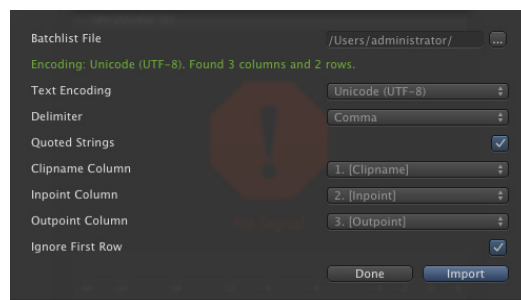 Batchlist File /Users/administrator/ ...
Encoding: Unicode (UTF-8). Found 3 columns and 2 rows.
Text Encoding Unicode (UTF-8)
Delimiter Comma
Quoted Strings
Clipname Column 1. [Clipname]
Inpoint Column 2. [Inpoint]
Outpoint Column 3. [Outpoint]
Ignore First Row
Done Import